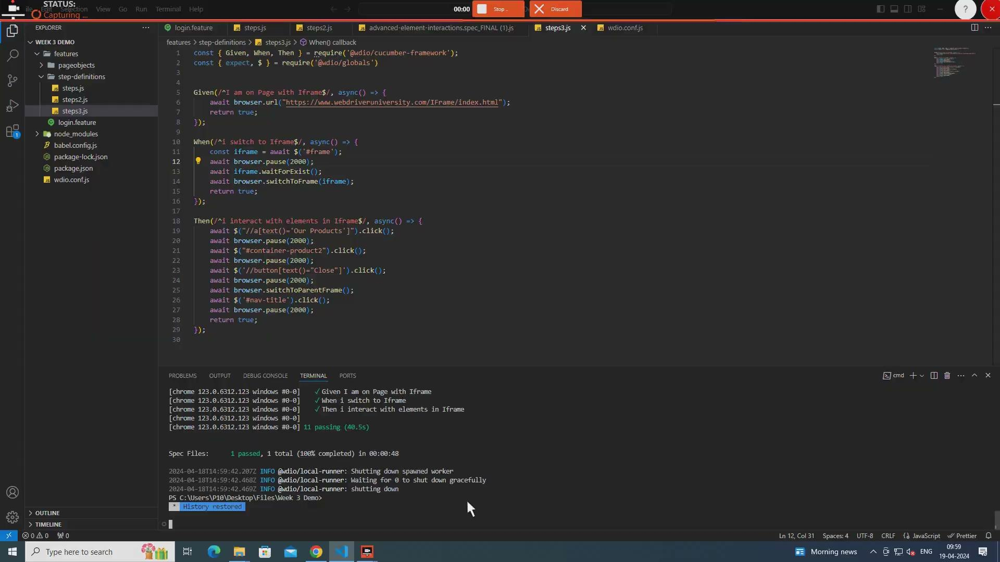 STATUS:
Capturing ...
ile Edit Selection View Go Run Terminal Help
00:00 Stop .. Discard ?
EXPLORER
WEEK 3 DEMO
features
pageobjects
step-definitions
steps.js
steps2.js
steps3.js
login.feature
node_modules
babel.config.js
package-lock.json
package.json
wdio.conf.js
OUTLINE
TIMELINE
login.feature steps.js steps2.js advanced-element-interactions.spec_FINAL (1).js steps3.js wdio.conf.js
features > step-definitions > steps3.js > When() callback
1 const { Given, When, Then } = require('@wdio/cucumber-framework');
2 const { expect, $ } = require('@wdio/globals')
3
4
5 Given(/^I am on Page with Iframe$/, async() => {
6 await browser.url("https://www.webdriveruniversity.com/IFrame/index.html");
7 return true;
8 });
9
10 When(/^i switch to Iframe$/, async() => {
11 const iframe = await $('#frame');
12 await browser.pause(2000);
13 await iframe.waitForExist();
14 await browser.switchToFrame(iframe);
15 return true;
16 });
17
18 Then(/^i interact with elements in Iframe$/, async() => {
19 await $("//a[text()='Our Products']").click();
20 await browser.pause(2000);
21 await $("#container-product2").click();
22 await browser.pause(2000);
23 await $('//button[text()="Close"]').click();
24 await browser.pause(2000);
25 await browser.switchToParentFrame();
26 await $('#nav-title').click();
27 await browser.pause(2000);
28 return true;
29 });
30
PROBLEMS OUTPUT DEBUG CONSOLE TERMINAL PORTS
cmd
[chrome 123.0.6312.123 windows #0-0] ✓ Given I am on Page with Iframe
[chrome 123.0.6312.123 windows #0-0] ✓ When i switch to Iframe
[chrome 123.0.6312.123 windows #0-0] ✓ Then i interact with elements in Iframe
[chrome 123.0.6312.123 windows #0-0]
[chrome 123.0.6312.123 windows #0-0] 11 passing (40.5s)
Spec Files: 1 passed, 1 total (100% completed) in 00:00:48
2024-04-18T14:59:42.207Z INFO @wdio/local-runner: Shutting down spawned worker
2024-04-18T14:59:42.468Z INFO @wdio/local-runner: Waiting for 0 to shut down gracefully
2024-04-18T14:59:42.469Z INFO @wdio/local-runner: shutting down
PS C:\Users\P10\Desktop\Files\Week 3 Demo>
* History restored
0 0 0 Ln 12, Col 31 Spaces: 4 UTF-8 CRLF JavaScript Prettier
Type here to search
Morning news
ENG
09:59
19-04-2024